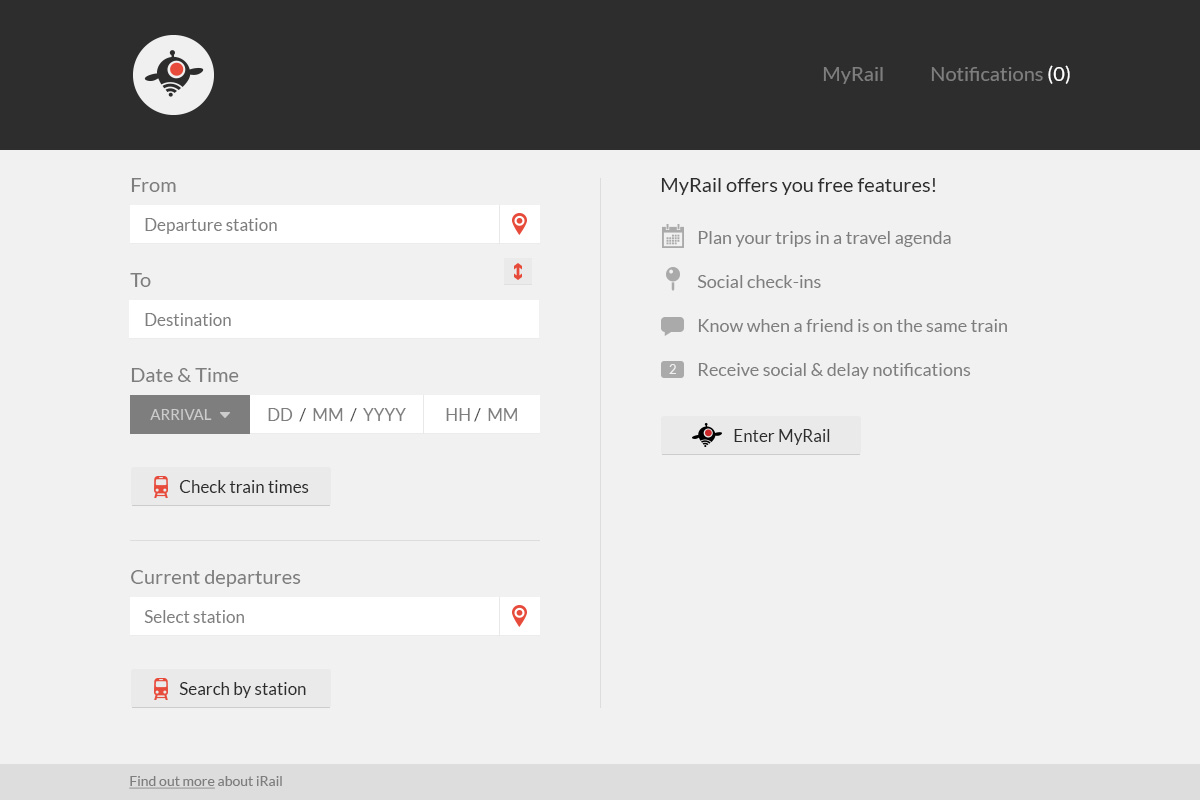 MyRail Notifications (0)
From
Departure station
To
Destination
Date & Time
ARRIVAL DD / MM / YYYY HH / MM
Check train times
Current departures
Select station
Search by station
MyRail offers you free features!
Plan your trips in a travel agenda
Social check-ins
Know when a friend is on the same train
2 Receive social & delay notifications
Enter MyRail
Find out more about iRail